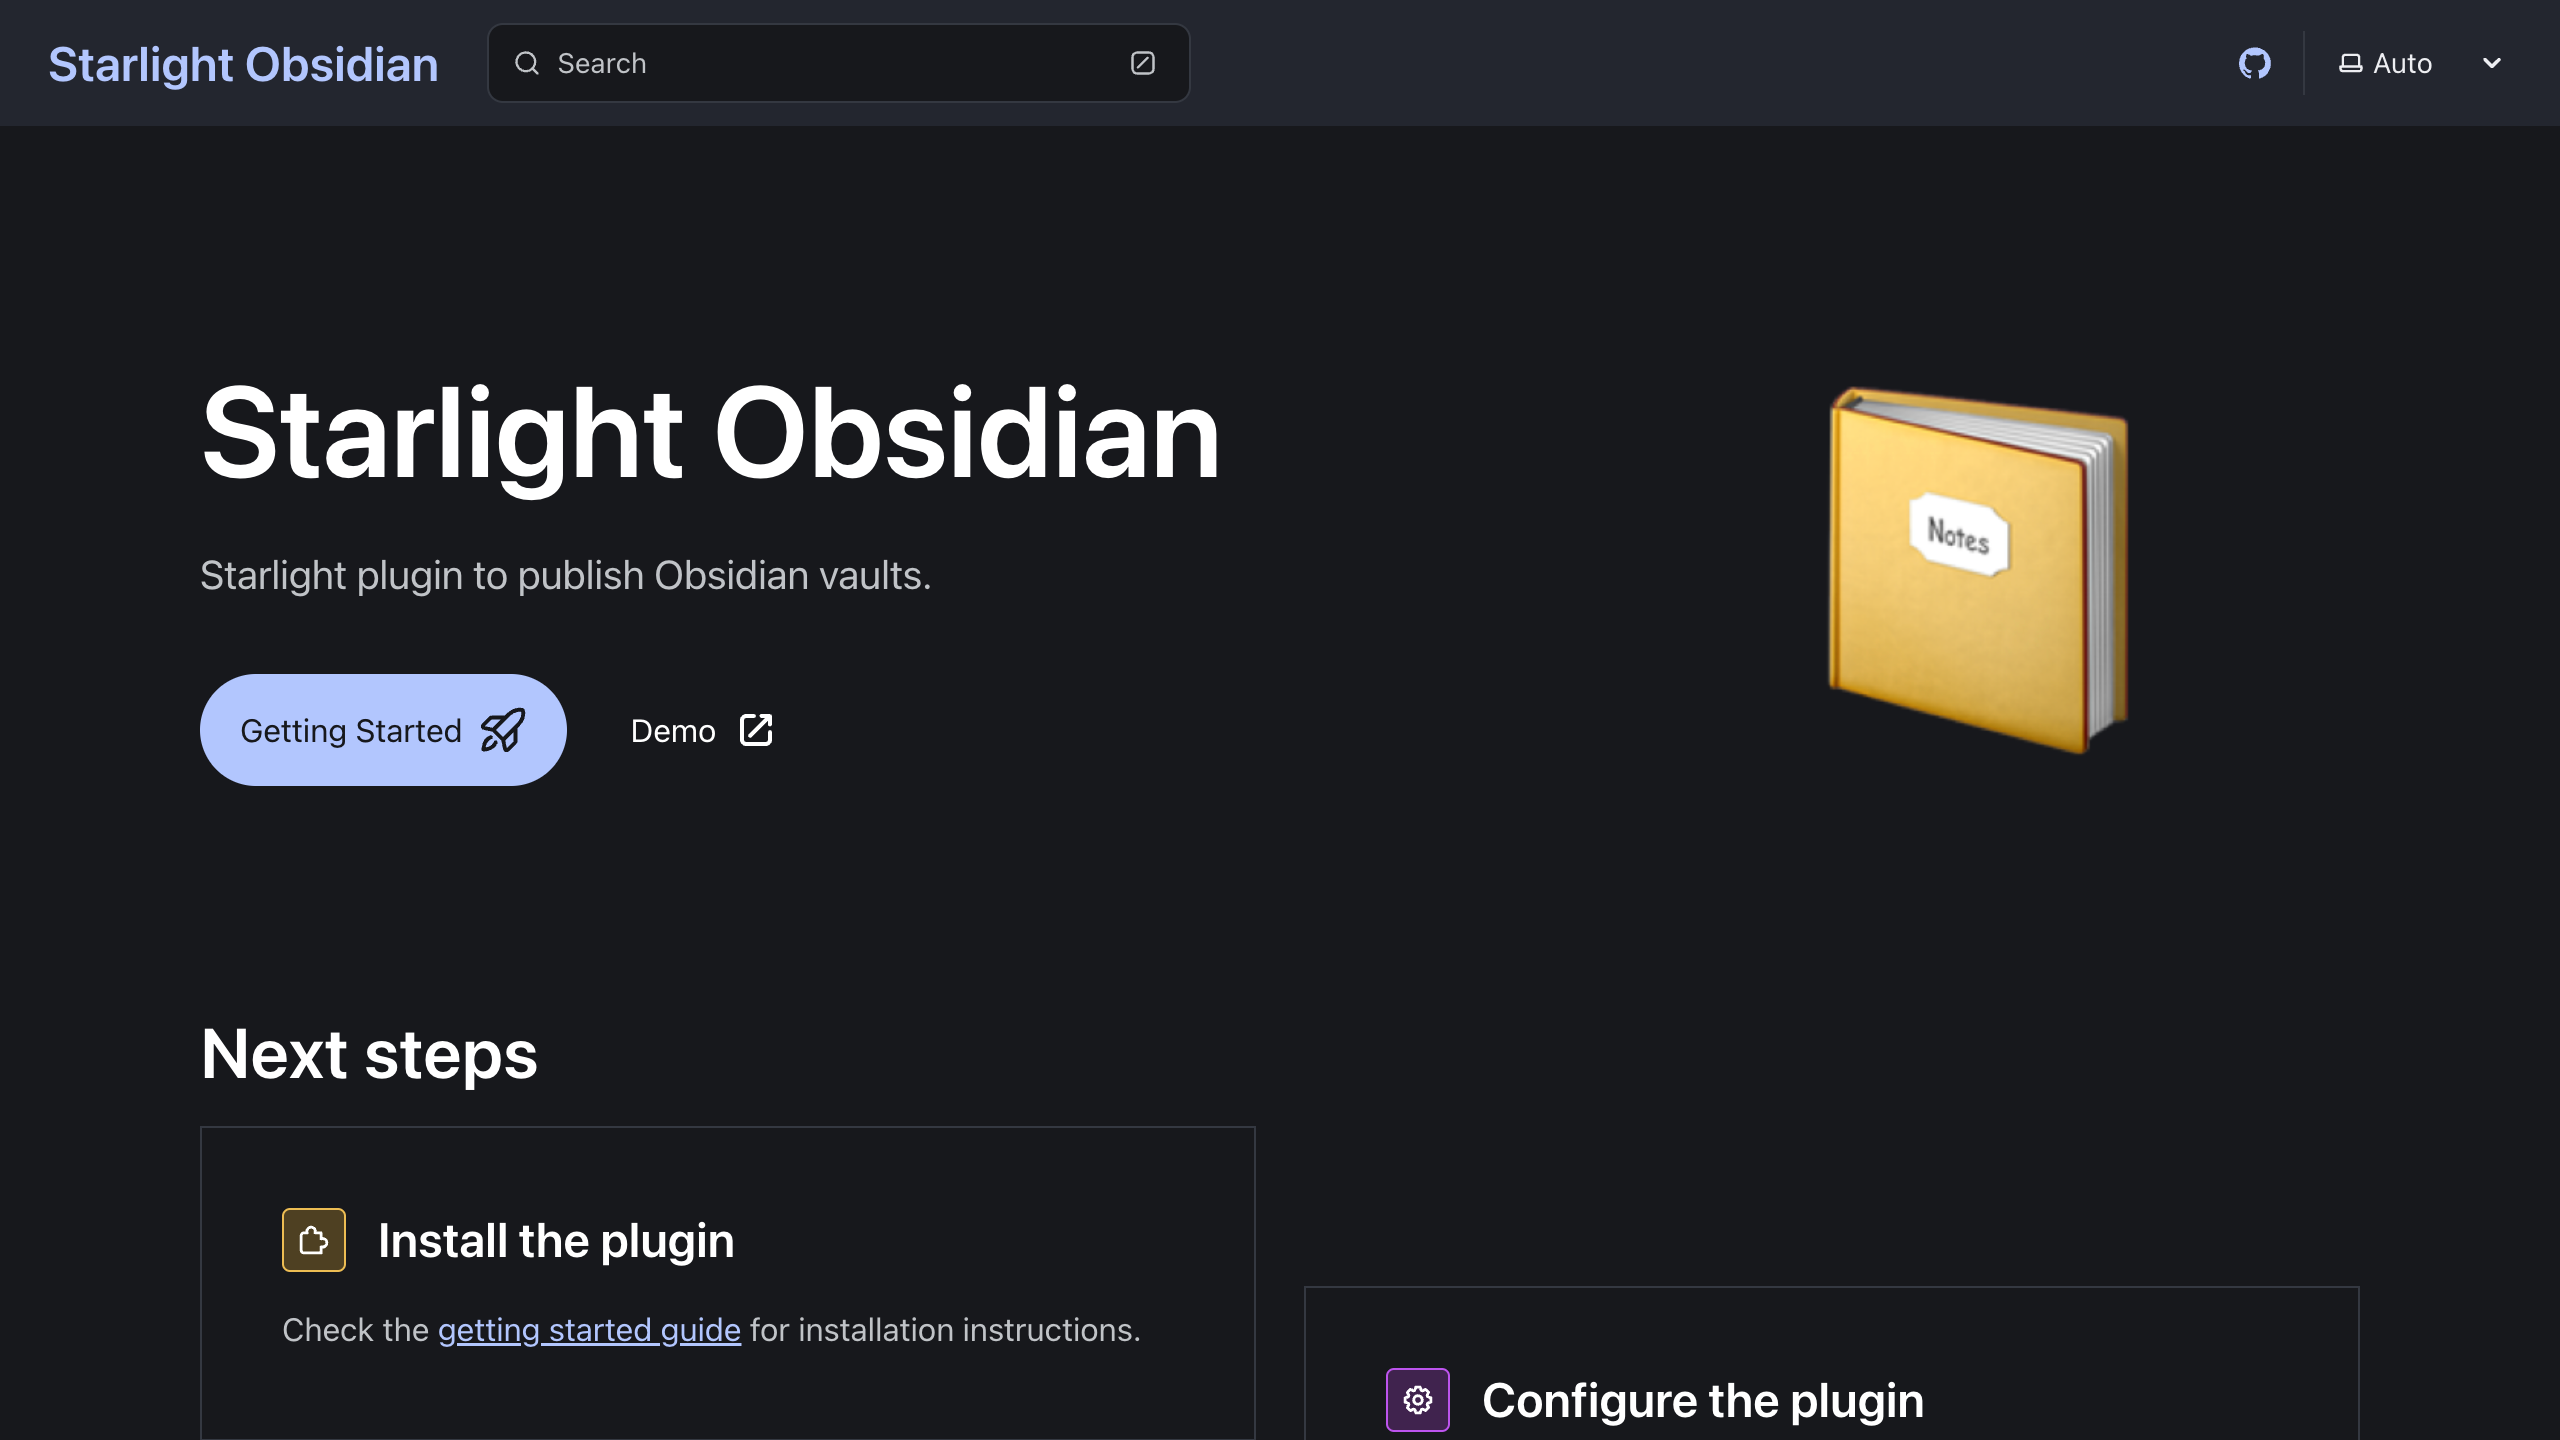 Starlight Obsidian
Search
Auto
Starlight Obsidian
Starlight plugin to publish Obsidian vaults.
Getting Started
Demo
Notes
Next steps
Install the plugin
Check the getting started guide for installation instructions.
Configure the plugin